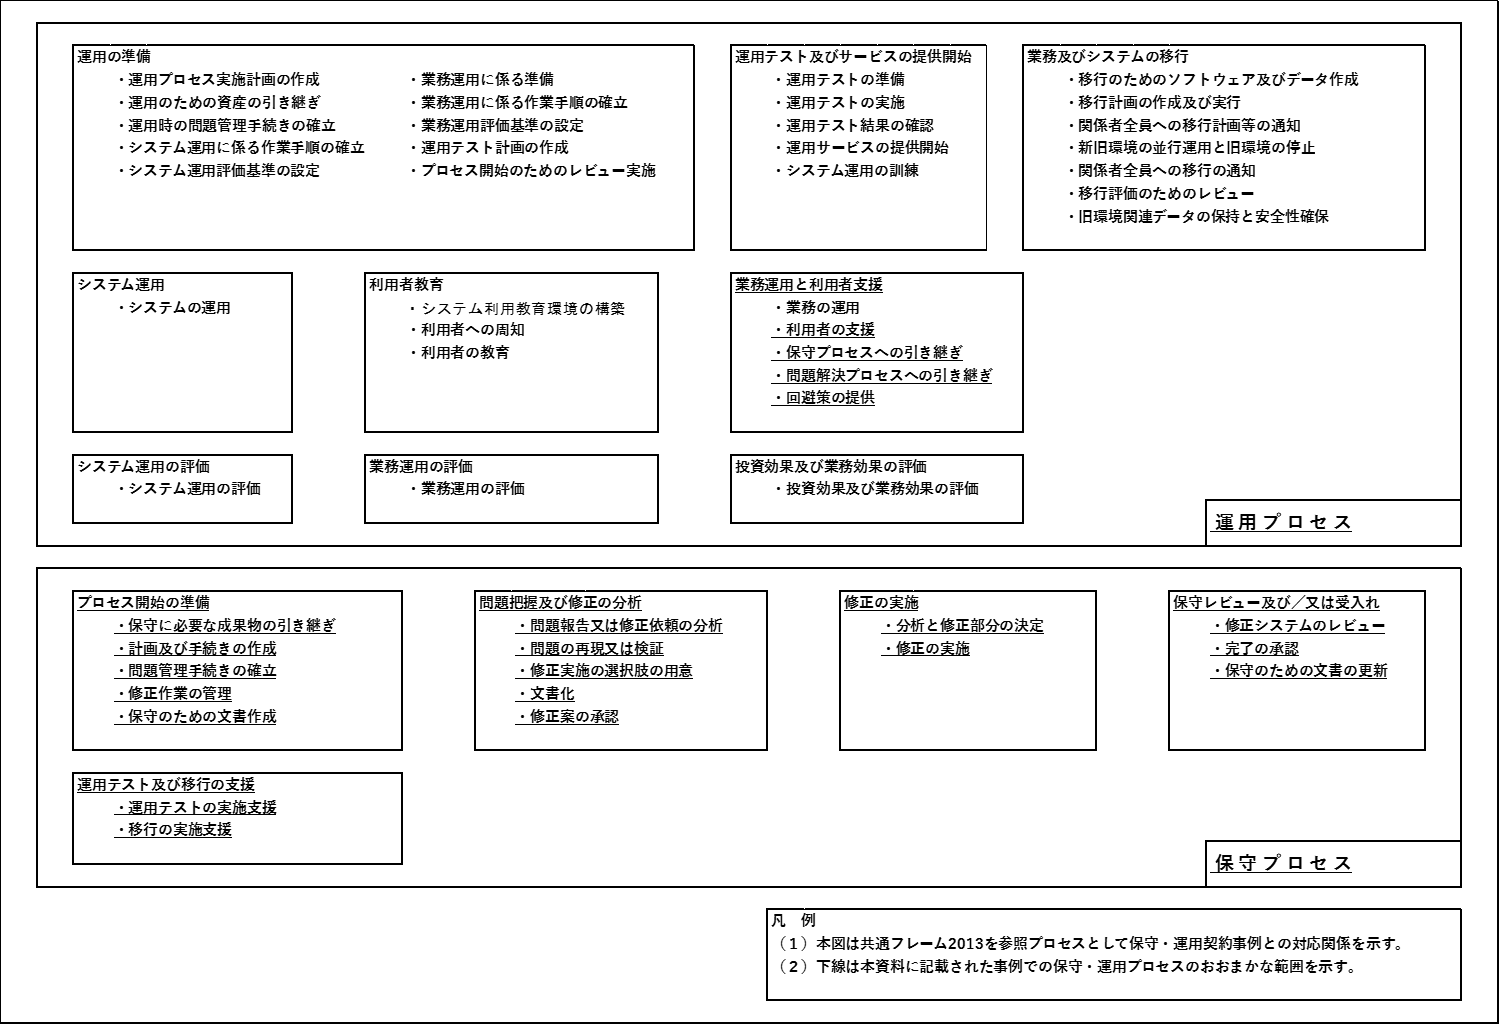 運用の準備
・運用プロセス実施計画の作成
・運用のための資産の引き継ぎ
・運用時の問題管理手続きの確立
・システム運用に係る作業手順の確立
・システム運用評価基準の設定
・業務運用に係る準備
・業務運用に係る作業手順の確立
・業務運用評価基準の設定
・運用テスト計画の作成
・プロセス開始のためのレビュー実施
運用テスト及びサービスの提供開始
・運用テストの準備
・運用テストの実施
・運用テスト結果の確認
・運用サービスの提供開始
・システム運用の訓練
業務及びシステムの移行
・移行のためのソフトウェア及びデータ作成
・移行計画の作成及び実行
・関係者全員への移行計画等の通知
・新旧環境の並行運用と旧環境の停止
・関係者全員への移行の通知
・移行評価のためのレビュー
・旧環境関連データの保持と安全性確保
システム運用
・システムの運用
利用者教育
・システム利用教育環境の構築
・利用者への周知
・利用者の教育
業務運用と利用者支援
・業務の運用
・利用者の支援
・保守プロセスへの引き継ぎ
・問題解決プロセスへの引き継ぎ
・回避策の提供
システム運用の評価
・システム運用の評価
業務運用の評価
・業務運用の評価
投資効果及び業務効果の評価
・投資効果及び業務効果の評価
運用プロセス
プロセス開始の準備
・保守に必要な成果物の引き継ぎ
・計画及び手続きの作成
・問題管理手続きの確立
・修正作業の管理
・保守のための文書作成
問題把握及び修正の分析
・問題報告又は修正依頼の分析
・問題の再現又は検証
・修正実施の選択肢の用意
・文書化
・修正案の承認
修正の実施
・分析と修正部分の決定
・修正の実施
保守レビュー及び／又は受入れ
・修正システムのレビュー
・完了の承認
・保守のための文書の更新
運用テスト及び移行の支援
・運用テストの実施支援
・移行の実施支援
保守プロセス
凡　例
（１）本図は共通フレーム2013を参照プロセスとして保守・運用契約事例との対応関係を示す。
（２）下線は本資料に記載された事例での保守・運用プロセスのおおまかな範囲を示す。